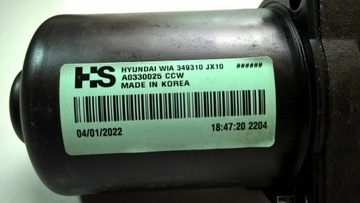 HS HYUNDAI WIA 349310 JX10 ######
A0330025 CCW
MADE IN KOREA
04/01/2022 18:47:20 2204